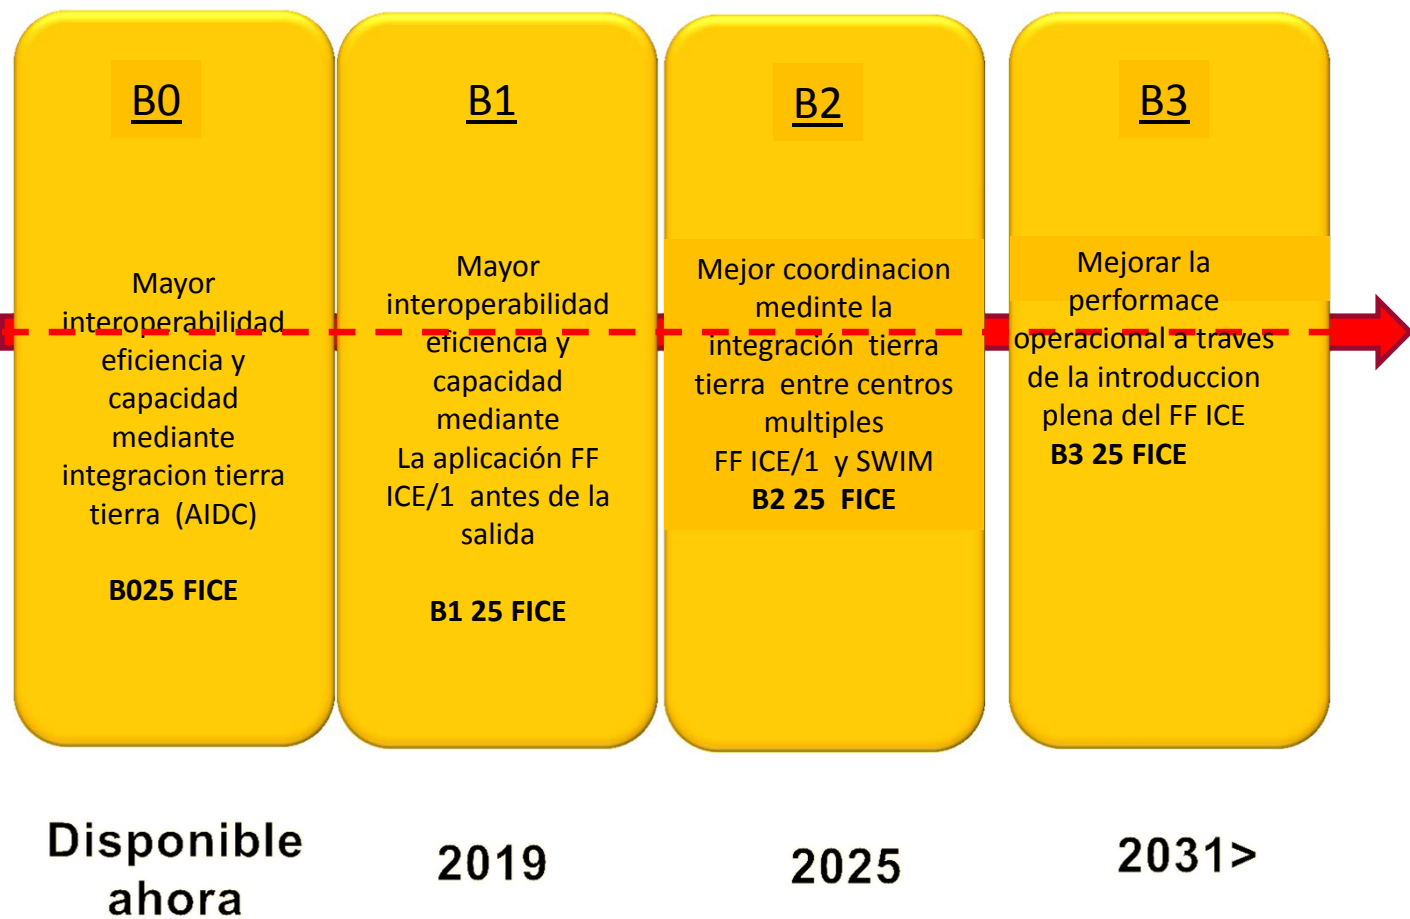 B0
Mayor
interoperabilidad
eficiencia y
capacidad
mediante
integracion tierra
tierra (AIDC)
B025 FICE
B1
Mayor
interoperabilidad
eficiencia y
capacidad
mediante
La aplicación FF
ICE/1 antes de la
salida
B1 25 FICE
B2
Mejor coordinacion
medinte la
integración tierra
tierra entre centros
multiples
FF ICE/1 y SWIM
B2 25 FICE
B3
Mejorar la
performace
operacional a traves
de la introduccion
plena del FF ICE
B3 25 FICE
Disponible
ahora
2019
2025
2031>